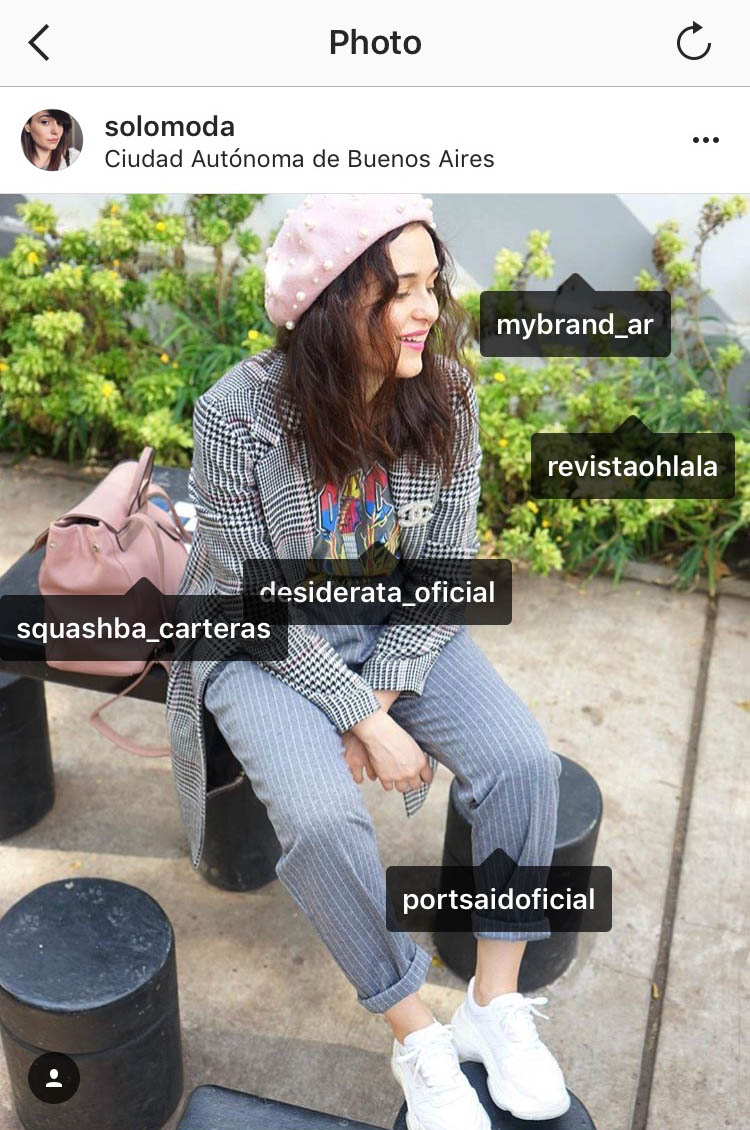 Photo
solomoda
Ciudad Autónoma de Buenos Aires
mybrand_ar
revistaohlala
desiderata_oficial
squashba_carteras
portsaidoficial